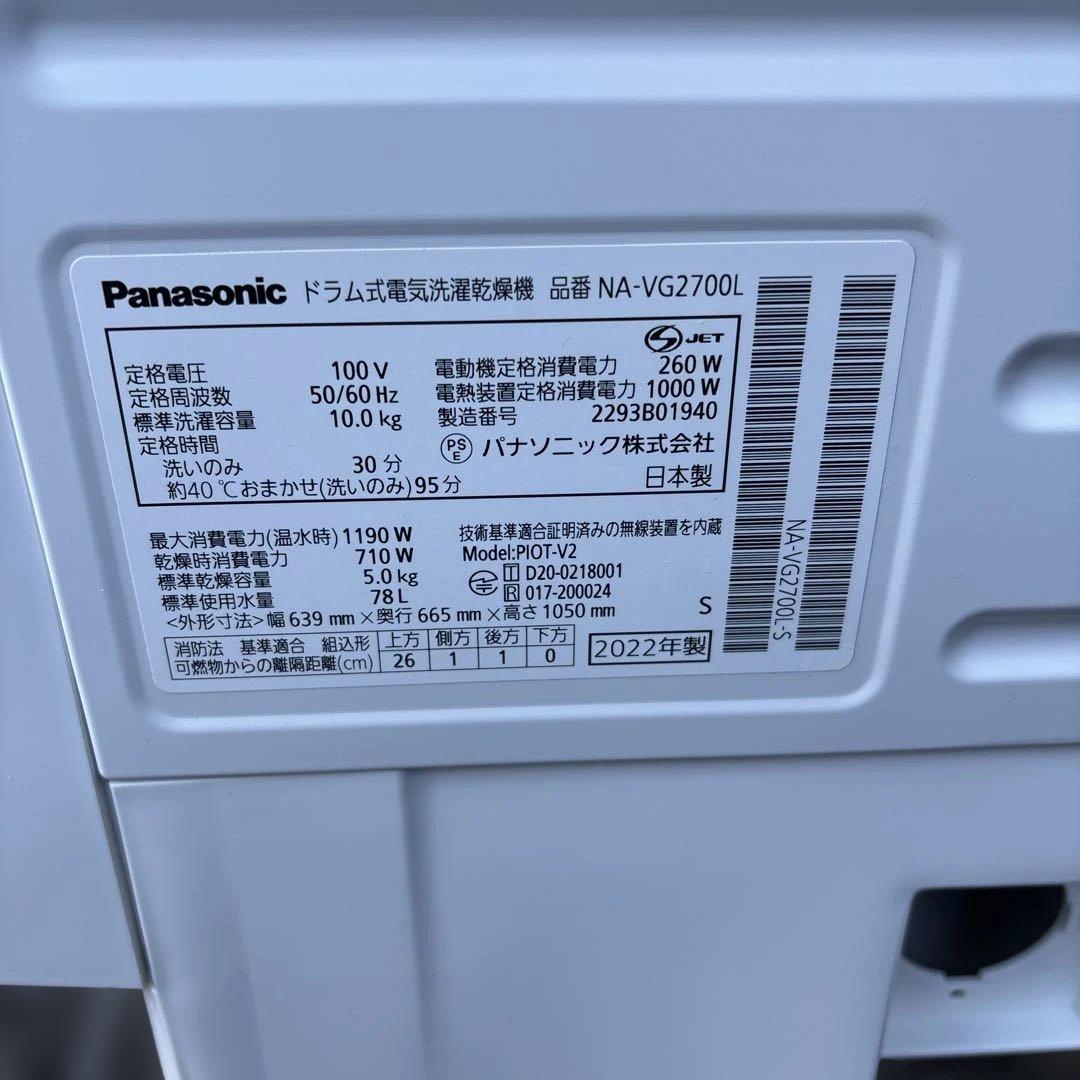 Panasonic ドラム式電気洗濯乾燥機 品番 NA-VG2700L
JET
定格電圧 100 V
定格周波数 50/60 Hz
標準洗濯容量 10.0 kg
定格時間
洗いのみ 30 分
約40 ℃おまかせ(洗いのみ) 95 分
電動機定格消費電力 260 W
電熱装置定格消費電力 1000 W
製造番号 2293B01940
PS E パナソニック株式会社
日本製
最大消費電力(温水時) 1190 W
乾燥時消費電力 710 W
標準乾燥容量 5.0 kg
標準使用水量 78 L
<外形寸法> 幅 639 mm × 奥行 665 mm × 高さ 1050 mm
技術基準適合証明済みの無線装置を内蔵
Model:PIOT-V2
T D20-0218001
R 017-200024
S
消防法 基準適合 組込形 上方 側方 後方 下方
可燃物からの離隔距離(cm) 26 1 1 0
2022年製
NA-VG2700L-S